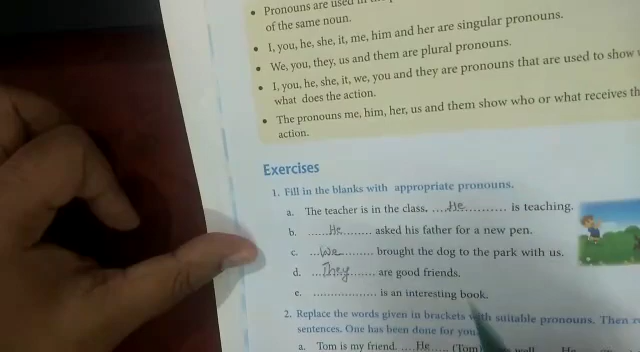 • Pronouns are used in
of the same noun.
• I, you, he, she, it, me, him and her are singular pronouns.
• We, you, they, us and them are plural pronouns.
• I, you, he, she, it, we, you and they are pronouns that are used to show
what does the action.
• The pronouns me, him, her, us and them show who or what receives th
action.
Exercises
1. Fill in the blanks with appropriate pronouns.
a. The teacher is in the class. ....He.......... is teaching.
b. ......He........ asked his father for a new pen.
c. ...We......... brought the dog to the park with us.
d. ...They....... are good friends.
e. ................... is an interesting book.
2. Replace the words given in brackets with suitable pronouns. Then
sentences. One has been done for you
a. Tom is my friend. ....He.... (Tom) well He